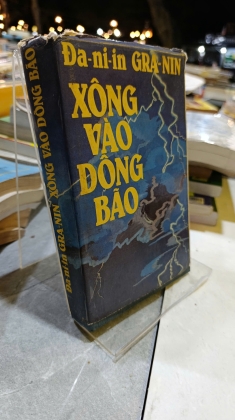 Đa-ni-in GRA-NIN
XÔNG
VÀO
DÔNG
BÃO
Đa-ni-in GRA-NIN XÔNG VÀO DÔNG BÃO